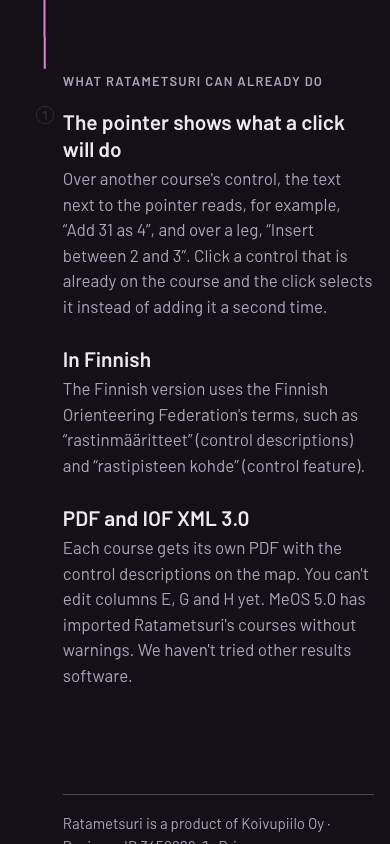 WHAT RATAMETSURI CAN ALREADY DO
1
The pointer shows what a click
will do
Over another course's control, the text
next to the pointer reads, for example,
"Add 31 as 4", and over a leg, "Insert
between 2 and 3". Click a control that is
already on the course and the click selects
it instead of adding it a second time.
In Finnish
The Finnish version uses the Finnish
Orienteering Federation's terms, such as
"rastinmääritteet" (control descriptions)
and "rastipisteen kohde" (control feature).
PDF and IOF XML 3.0
Each course gets its own PDF with the
control descriptions on the map. You can't
edit columns E, G and H yet. MeOS 5.0 has
imported Ratametsuri's courses without
warnings. We haven't tried other results
software.
Ratametsuri is a product of Koivupiilo Oy ·